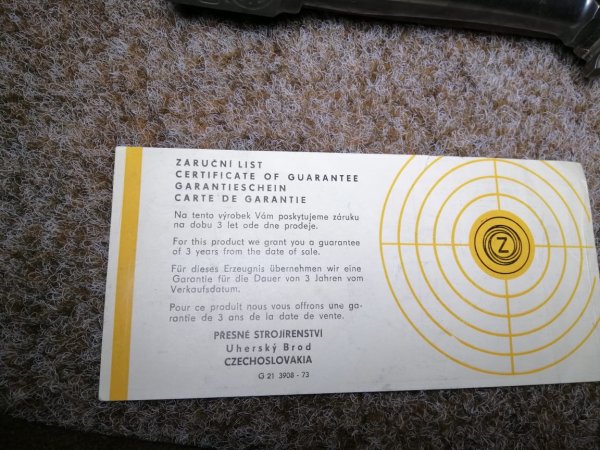 ZARUČNI LIST
CERTIFICATE OF GUARANTEE
GARANTIESCHEIN
CARTE DE GARANTIE
Na tento výrobek Vám poskytujeme záruku
na dobu 3 let ode dne prodeje.
For this product we grant you a guarantee
of 3 years from the date of sale.
Für dieses Erzeugnis übernehmen wir eine
Garantie für die Dauer von 3 Jahren vom
Verkaufsdatum.
Pour ce produit nous vous offrons une ga-
rantie de 3 ans de la date de vente.
PŘESNÉ STROJÍRENSTVÍ
Uherský Brod
CZECHOSLOVAKIA
G 21 3908 - 73
Z